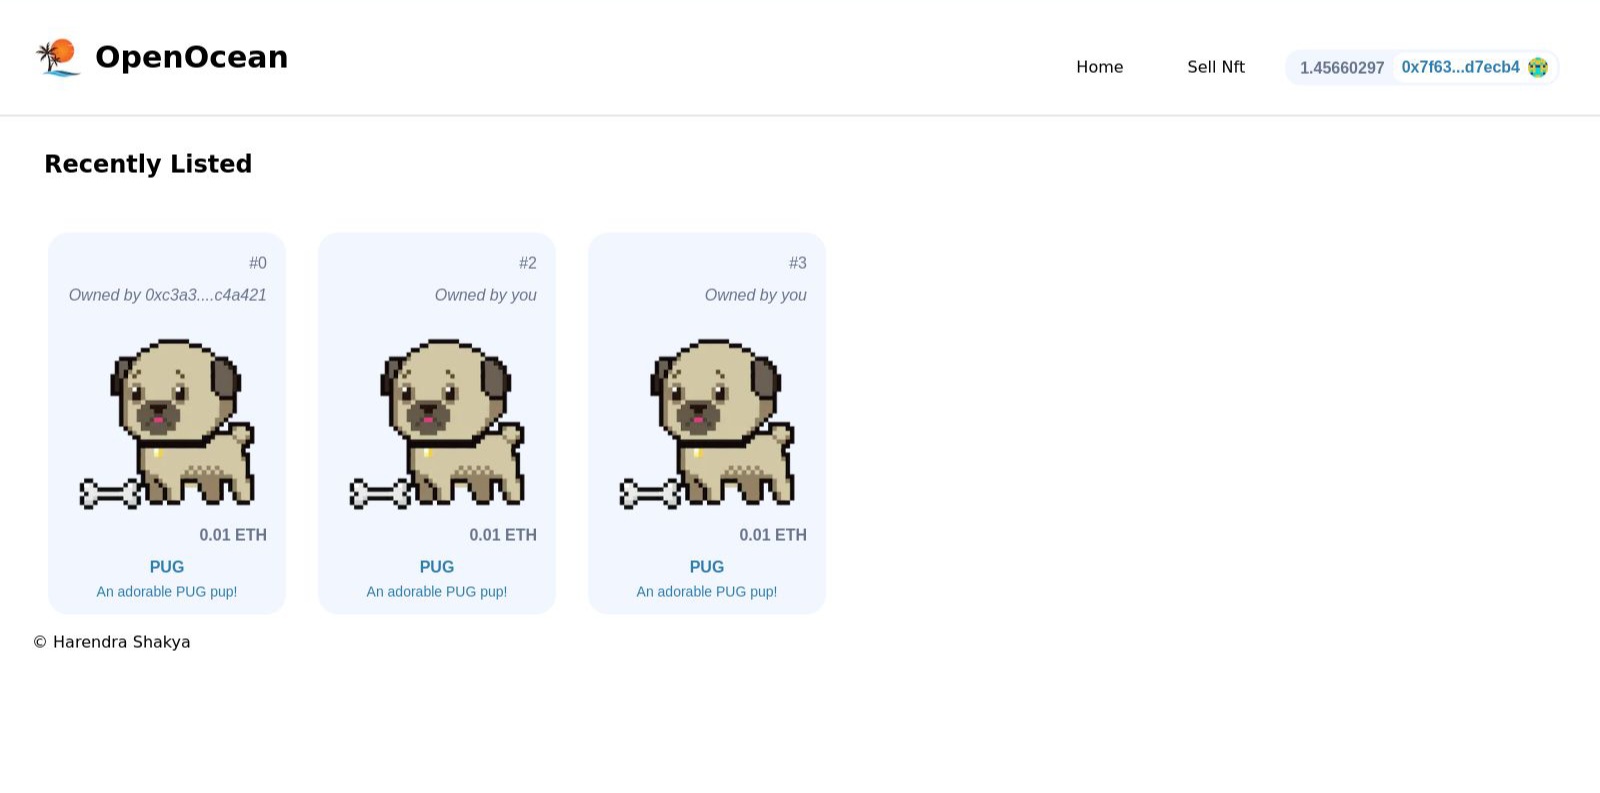 OpenOcean
Home
Sell Nft
1.45660297
0x7f63...d7ecb4
Recently Listed
#0
Owned by 0xc3a3....c4a421
0.01 ETH
PUG
An adorable PUG pup!
#2
Owned by you
0.01 ETH
PUG
An adorable PUG pup!
#3
Owned by you
0.01 ETH
PUG
An adorable PUG pup!
© Harendra Shakya